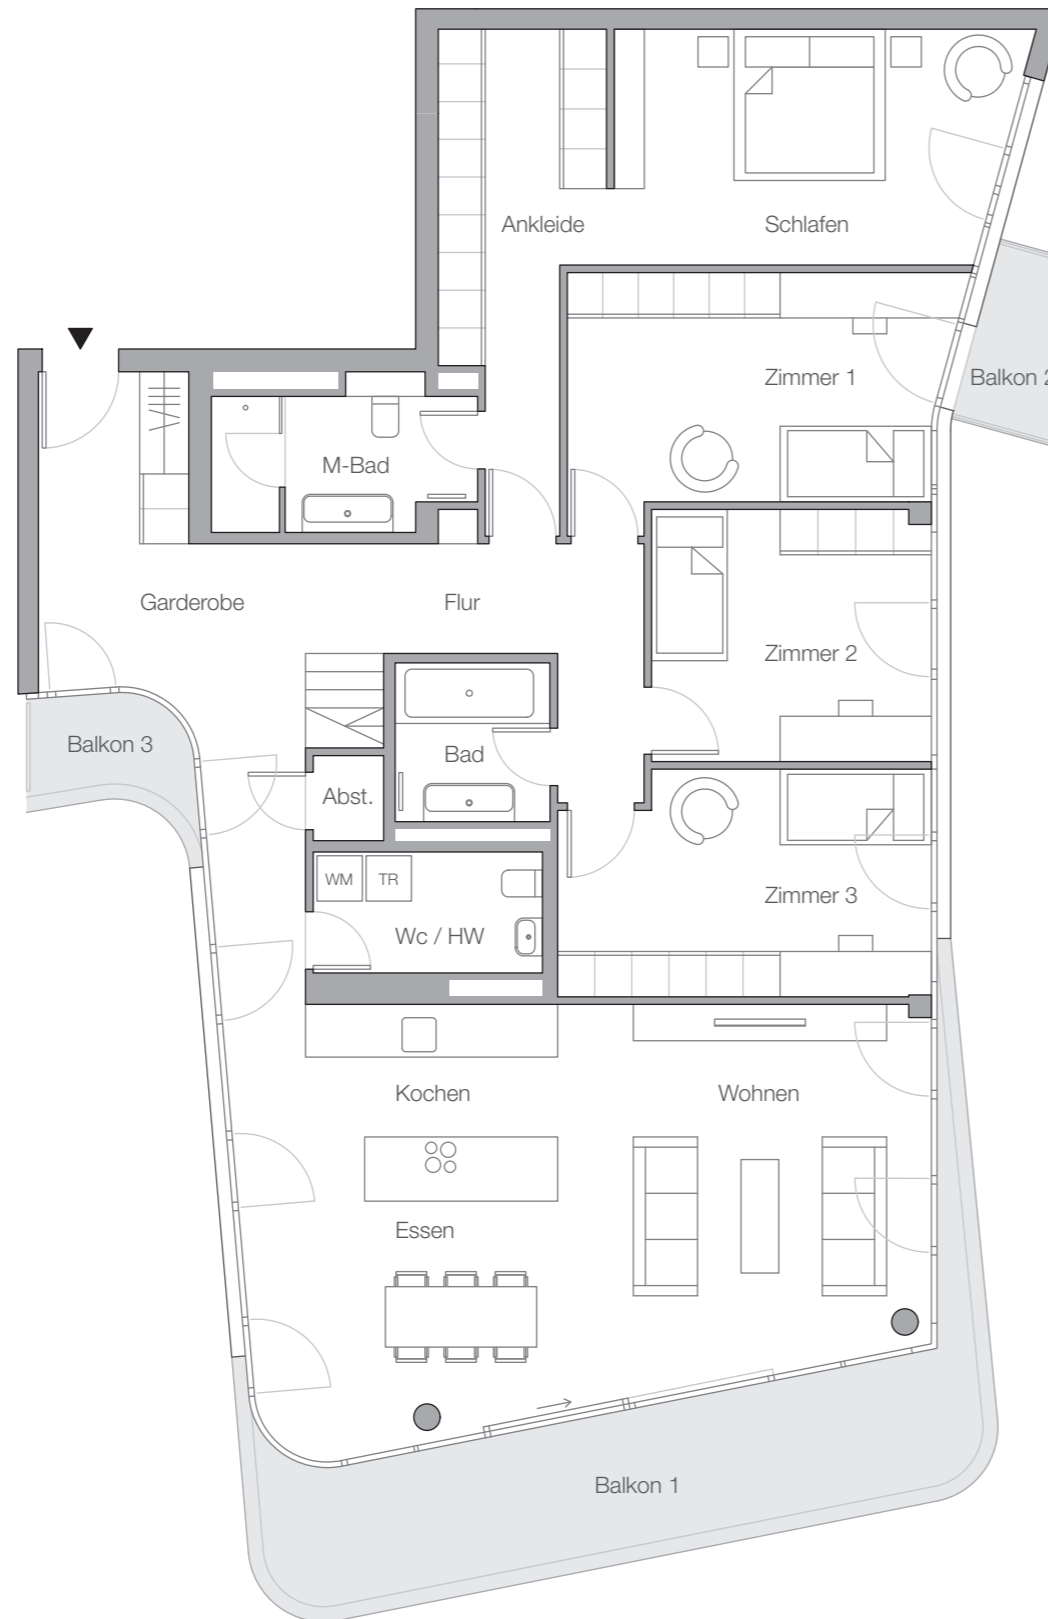 Ankleide
Schlafen
Zimmer 1
Balkon 2
M-Bad
Garderobe
Flur
Zimmer 2
Balkon 3
Bad
Abst.
WM
TR
Zimmer 3
Wc / HW
Kochen
Wohnen
Essen
Balkon 1